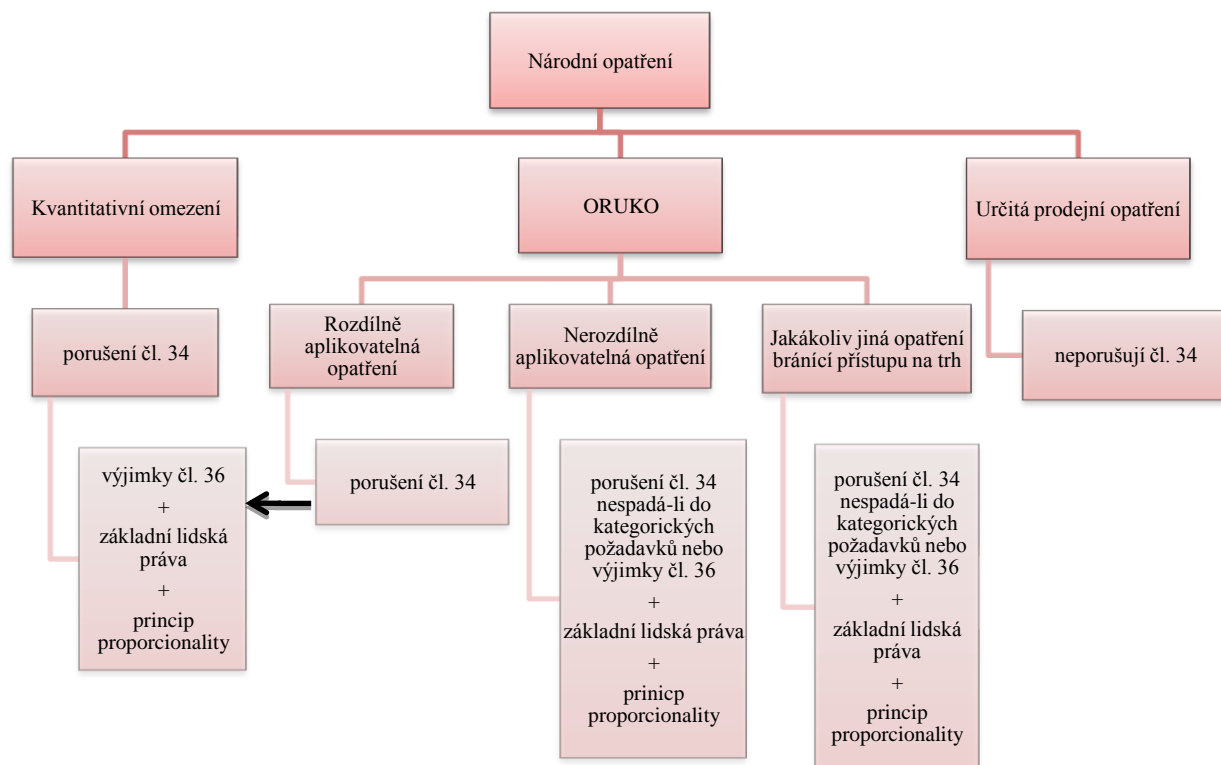 Národní opatření
Kvantitativní omezení
ORUKO
Určitá prodejní opatření
porušení čl. 34
Rozdílně
aplikovatelná
opatření
Nerozdílně
aplikovatelná opatření
Jakákoliv jiná opatření
bránící přístupu na trh
neporušují čl. 34
výjimky čl. 36
+
základní lidská
práva
+
princip
proporcionality
porušení čl. 34
porušení čl. 34
nespadá-li do
kategorických
požadavků nebo
výjimky čl. 36
+
základní lidská práva
+
prinicp
proporcionality
porušení čl. 34
nespadá-li do
kategorických
požadavků nebo
výjimky čl. 36
+
základní lidská
práva
+
princip
proporcionality